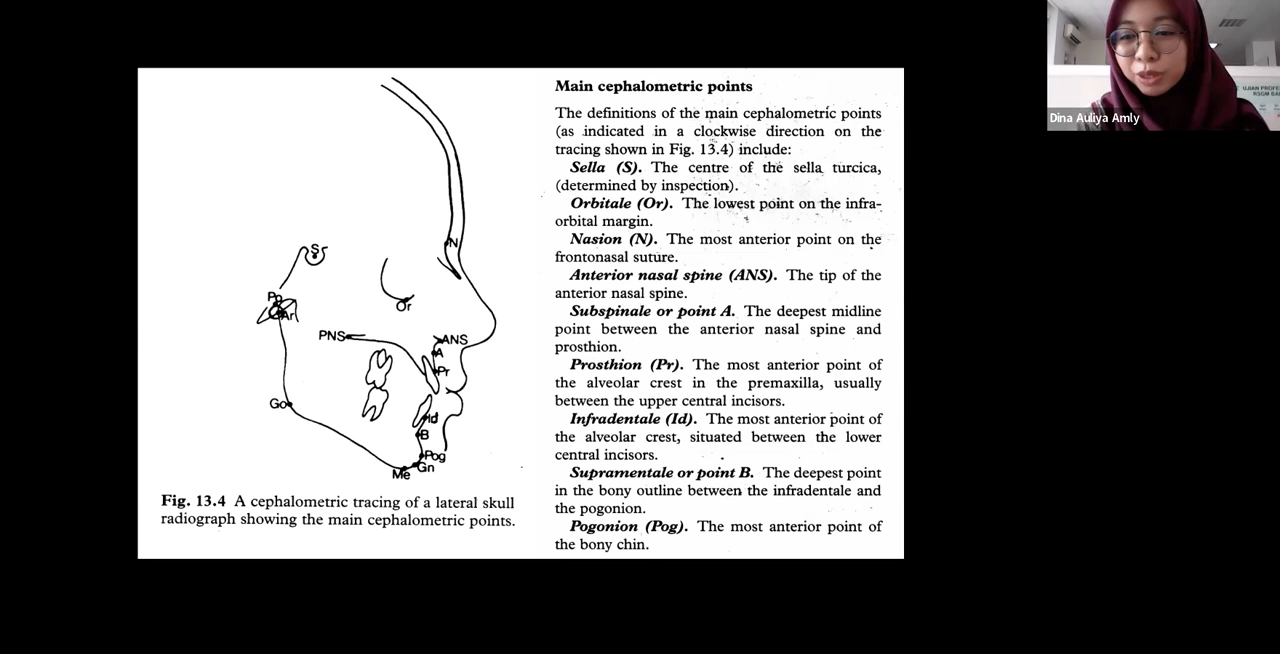 S
N
Po
Ar
Or
PNS
ANS
A
Pr
Go
Id
B
Pog
Gn
Me
Fig. 13.4 A cephalometric tracing of a lateral skull
radiograph showing the main cephalometric points.
Main cephalometric points
The definitions of the main cephalometric points
(as indicated in a clockwise direction on the
tracing shown in Fig. 13.4) include:
Sella (S). The centre of the sella turcica,
(determined by inspection).
Orbitale (Or). The lowest point on the infra-
orbital margin.
Nasion (N). The most anterior point on the
frontonasal suture.
Anterior nasal spine (ANS). The tip of the
anterior nasal spine.
Subspinale or point A. The deepest midline
point between the anterior nasal spine and
prosthion.
Prosthion (Pr). The most anterior point of
the alveolar crest in the premaxilla, usually
between the upper central incisors.
Infradentale (Id). The most anterior point of
the alveolar crest, situated between the lower
central incisors.
Supramentale or point B. The deepest point
in the bony outline between the infradentale and
the pogonion.
Pogonion (Pog). The most anterior point of
the bony chin.
UJIAN PROFE
RSGM
Dina Auliya Amly